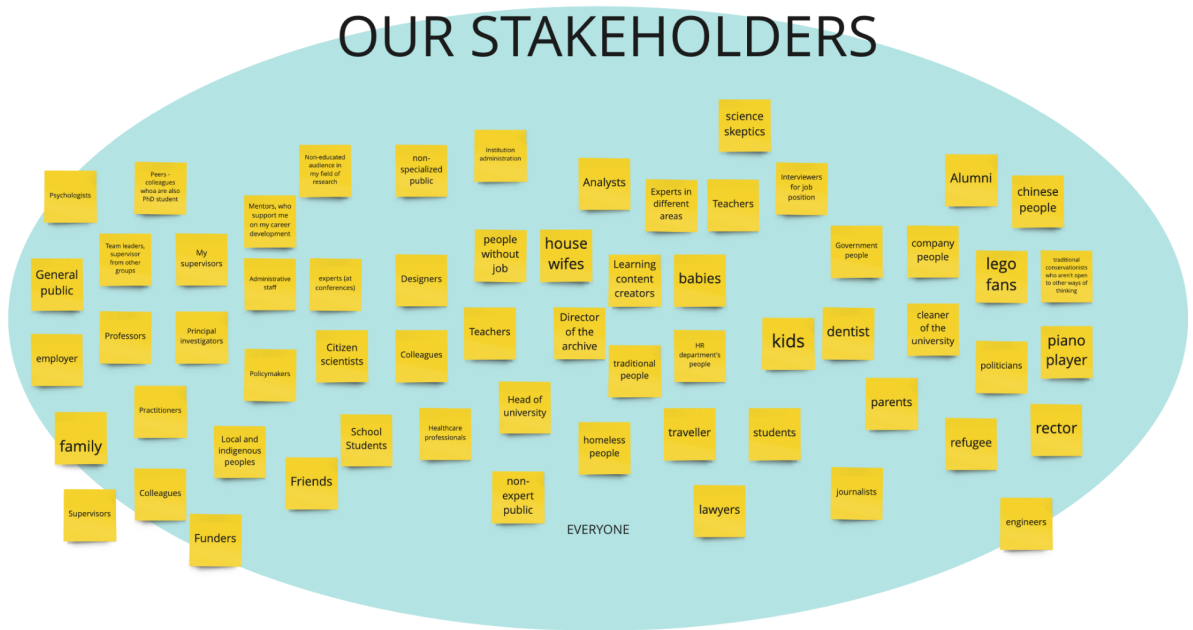 OUR STAKEHOLDERS
science
skeptics
Institution
administration
Non-educated
audience in
my field of
research
non-
specialized
public
Psychologists
Peers -
colleagues
whoa are also
PhD student
Mentors, who
support me
on my career
development
Analysts
Experts in
different
areas
Teachers
Interviewers
for job
position
Alumni
chinese
people
General
public
Team leaders,
supervisor
from other
groups
My
supervisors
Administrative
staff
experts (at
conferences)
Designers
people
without
job
house
wifes
Learning
content
creators
babies
Government
people
company
people
lego
fans
traditional
conservationists
who aren't open
to other ways of
thinking
employer
Professors
Principal
investigators
Policymakers
Citizen
scientists
Colleagues
Teachers
Director
of the
archive
traditional
people
HR
department's
people
kids
dentist
cleaner
of the
university
politicians
piano
player
family
Practitioners
Local and
indigenous
peoples
School
Students
Healthcare
professionals
Head of
university
homeless
people
traveller
students
parents
refugee
rector
Supervisors
Colleagues
Funders
Friends
non-
expert
public
EVERYONE
lawyers
journalists
engineers